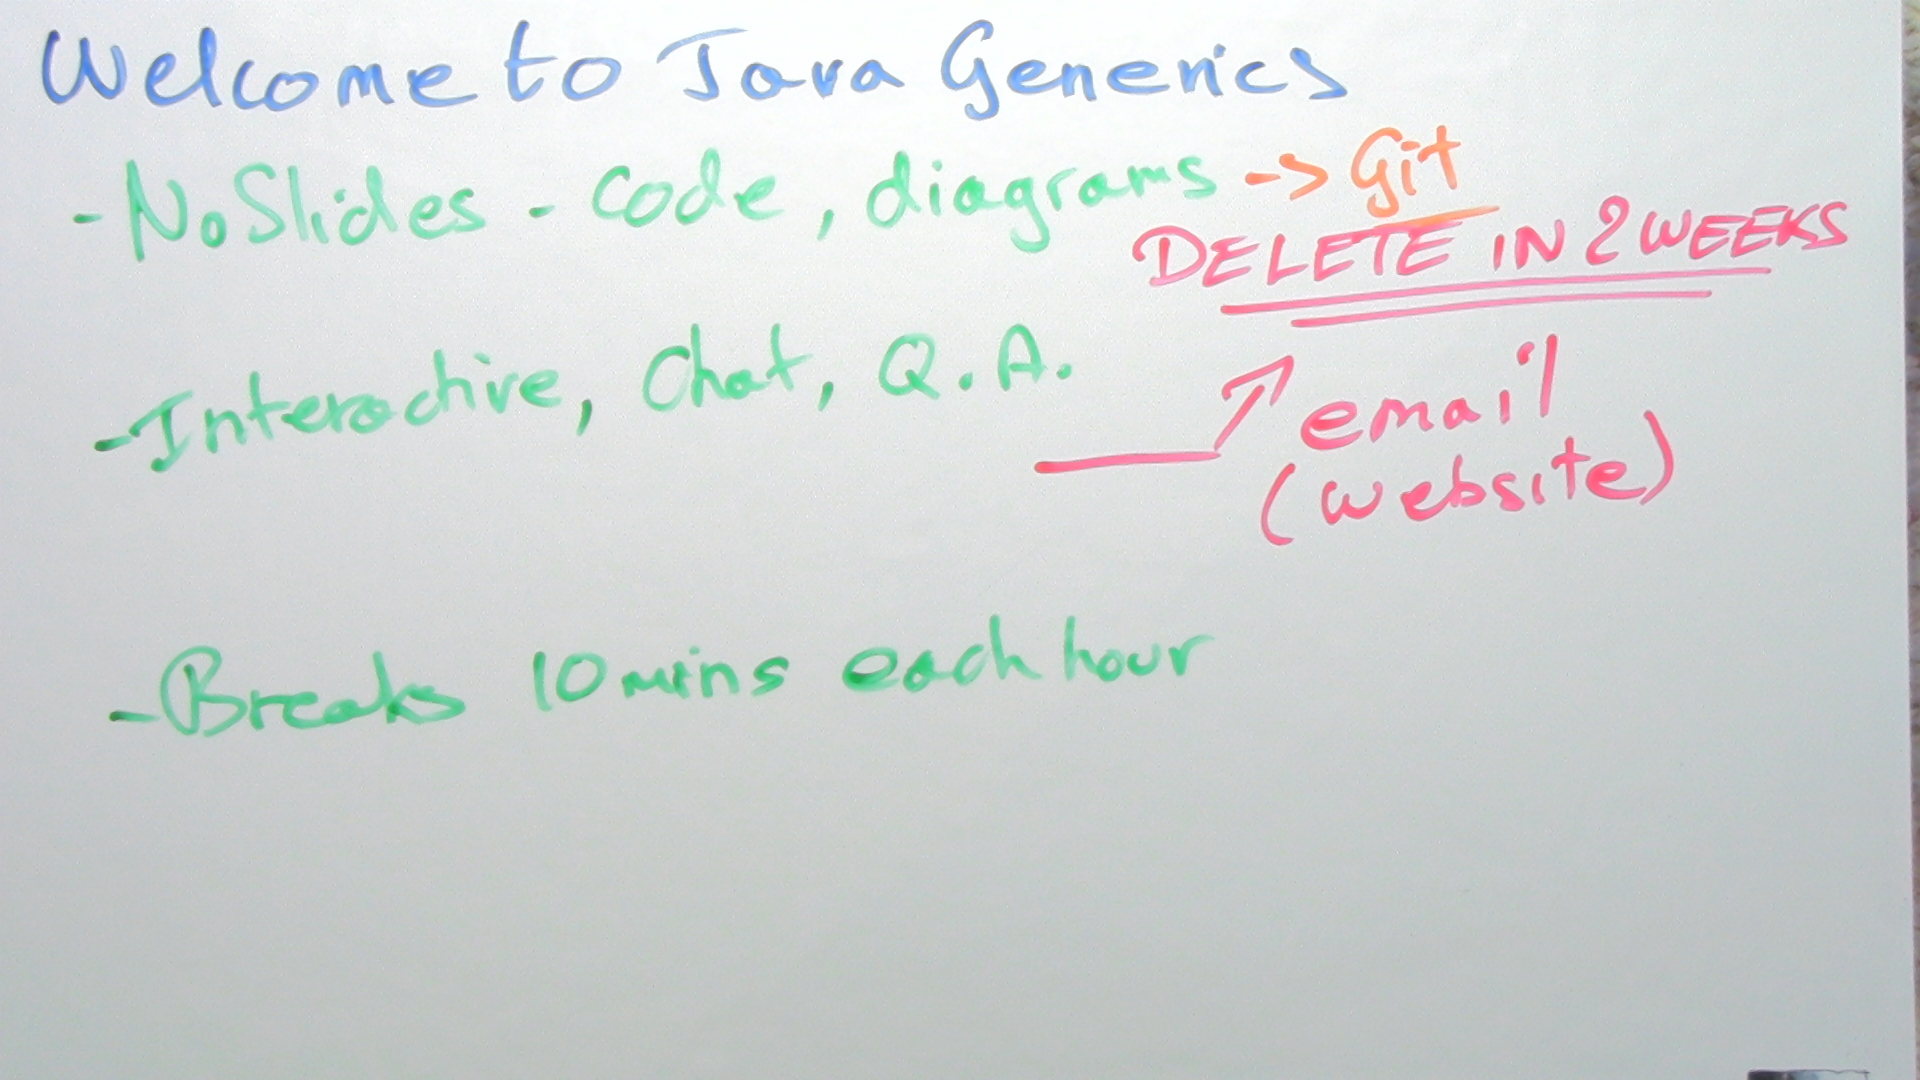 Welcome to Java Generics
- No Slides - code, diagrams -> Git
DELETE IN 2 WEEKS
- Interactive, Chat, Q.A.
email
(website)
- Breaks 10 mins each hour